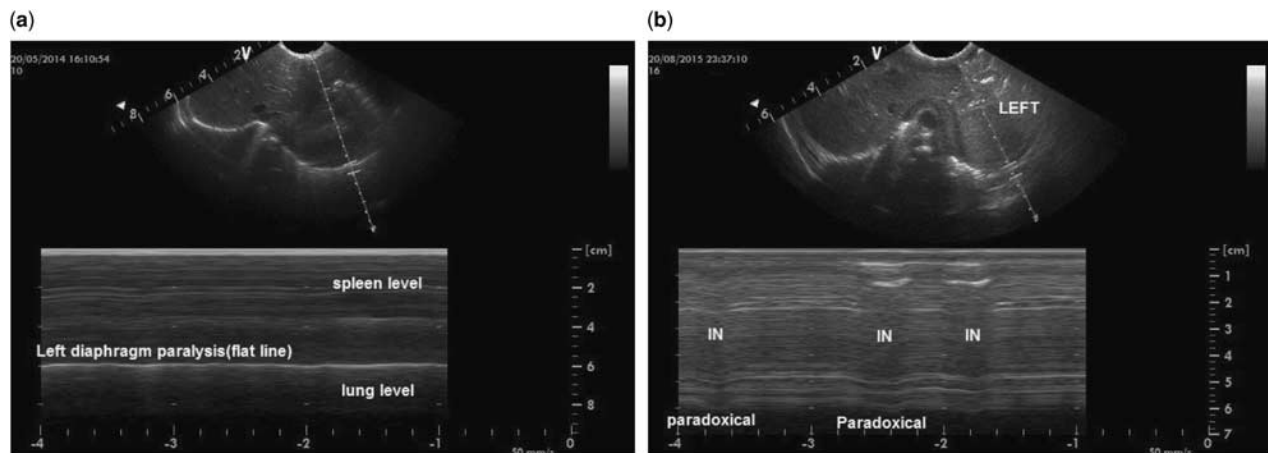 (a)
20/05/2014 16:10:54
10
V
2
4
6
8
[cm]
spleen level
2
4
Left diaphragm paralysis(flat line)
6
lung level
8
-4 -3 -2 -1 0
50 mm/s
(b)
20/08/2015 23:37:10
16
V
2
4
6
LEFT
[cm]
1
2
IN IN IN
3
4
5
paradoxical Paradoxical
6
7
-4 -3 -2 -1 0
50 mm/s